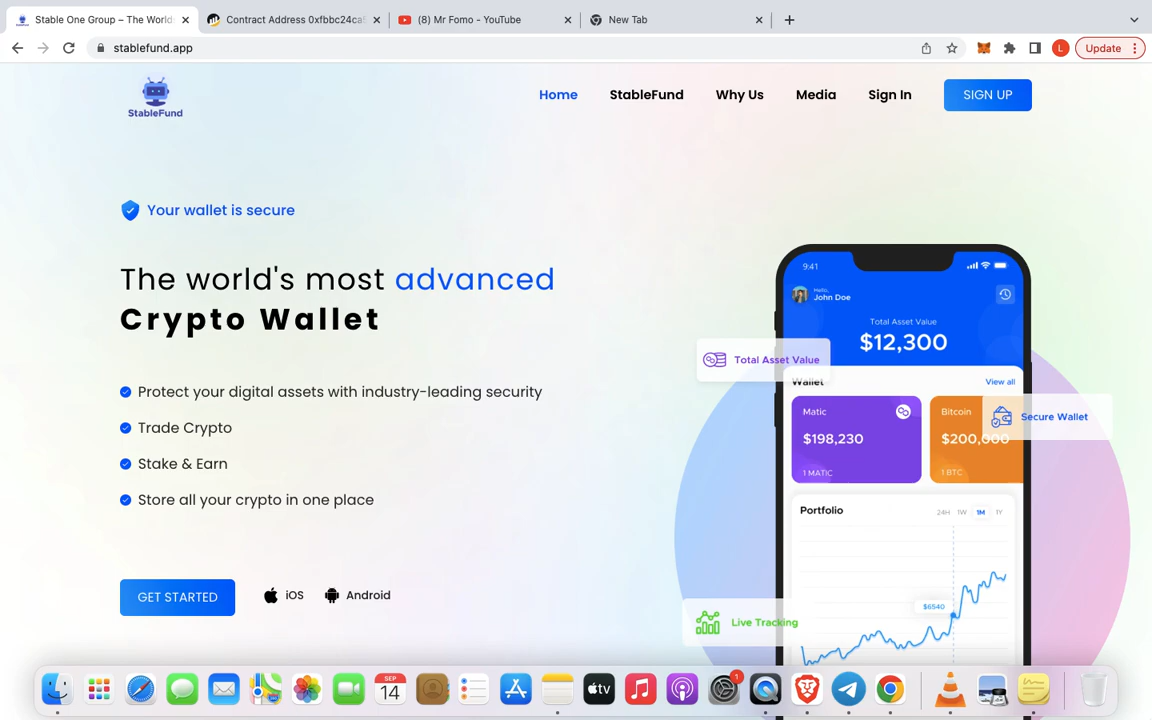 Stable One Group – The World
Contract Address 0xfbbc24ca
(8) Mr Fomo - YouTube
New Tab
stablefund.app
L
Update
StableFund
Home
StableFund
Why Us
Media
Sign In
SIGN UP
Your wallet is secure
The world's most advanced
Crypto Wallet
Protect your digital assets with industry-leading security
Trade Crypto
Stake & Earn
Store all your crypto in one place
GET STARTED
iOS
Android
9:41
Hello,
John Doe
Total Asset Value
$12,300
Total Asset Value
Wallet
View all
Matic
$198,230
1 MATIC
Bitcoin
$200,000
1 BTC
Secure Wallet
Portfolio
24H 1W 1M 1Y
$6540
Live Tracking
SEP
14
tv
1